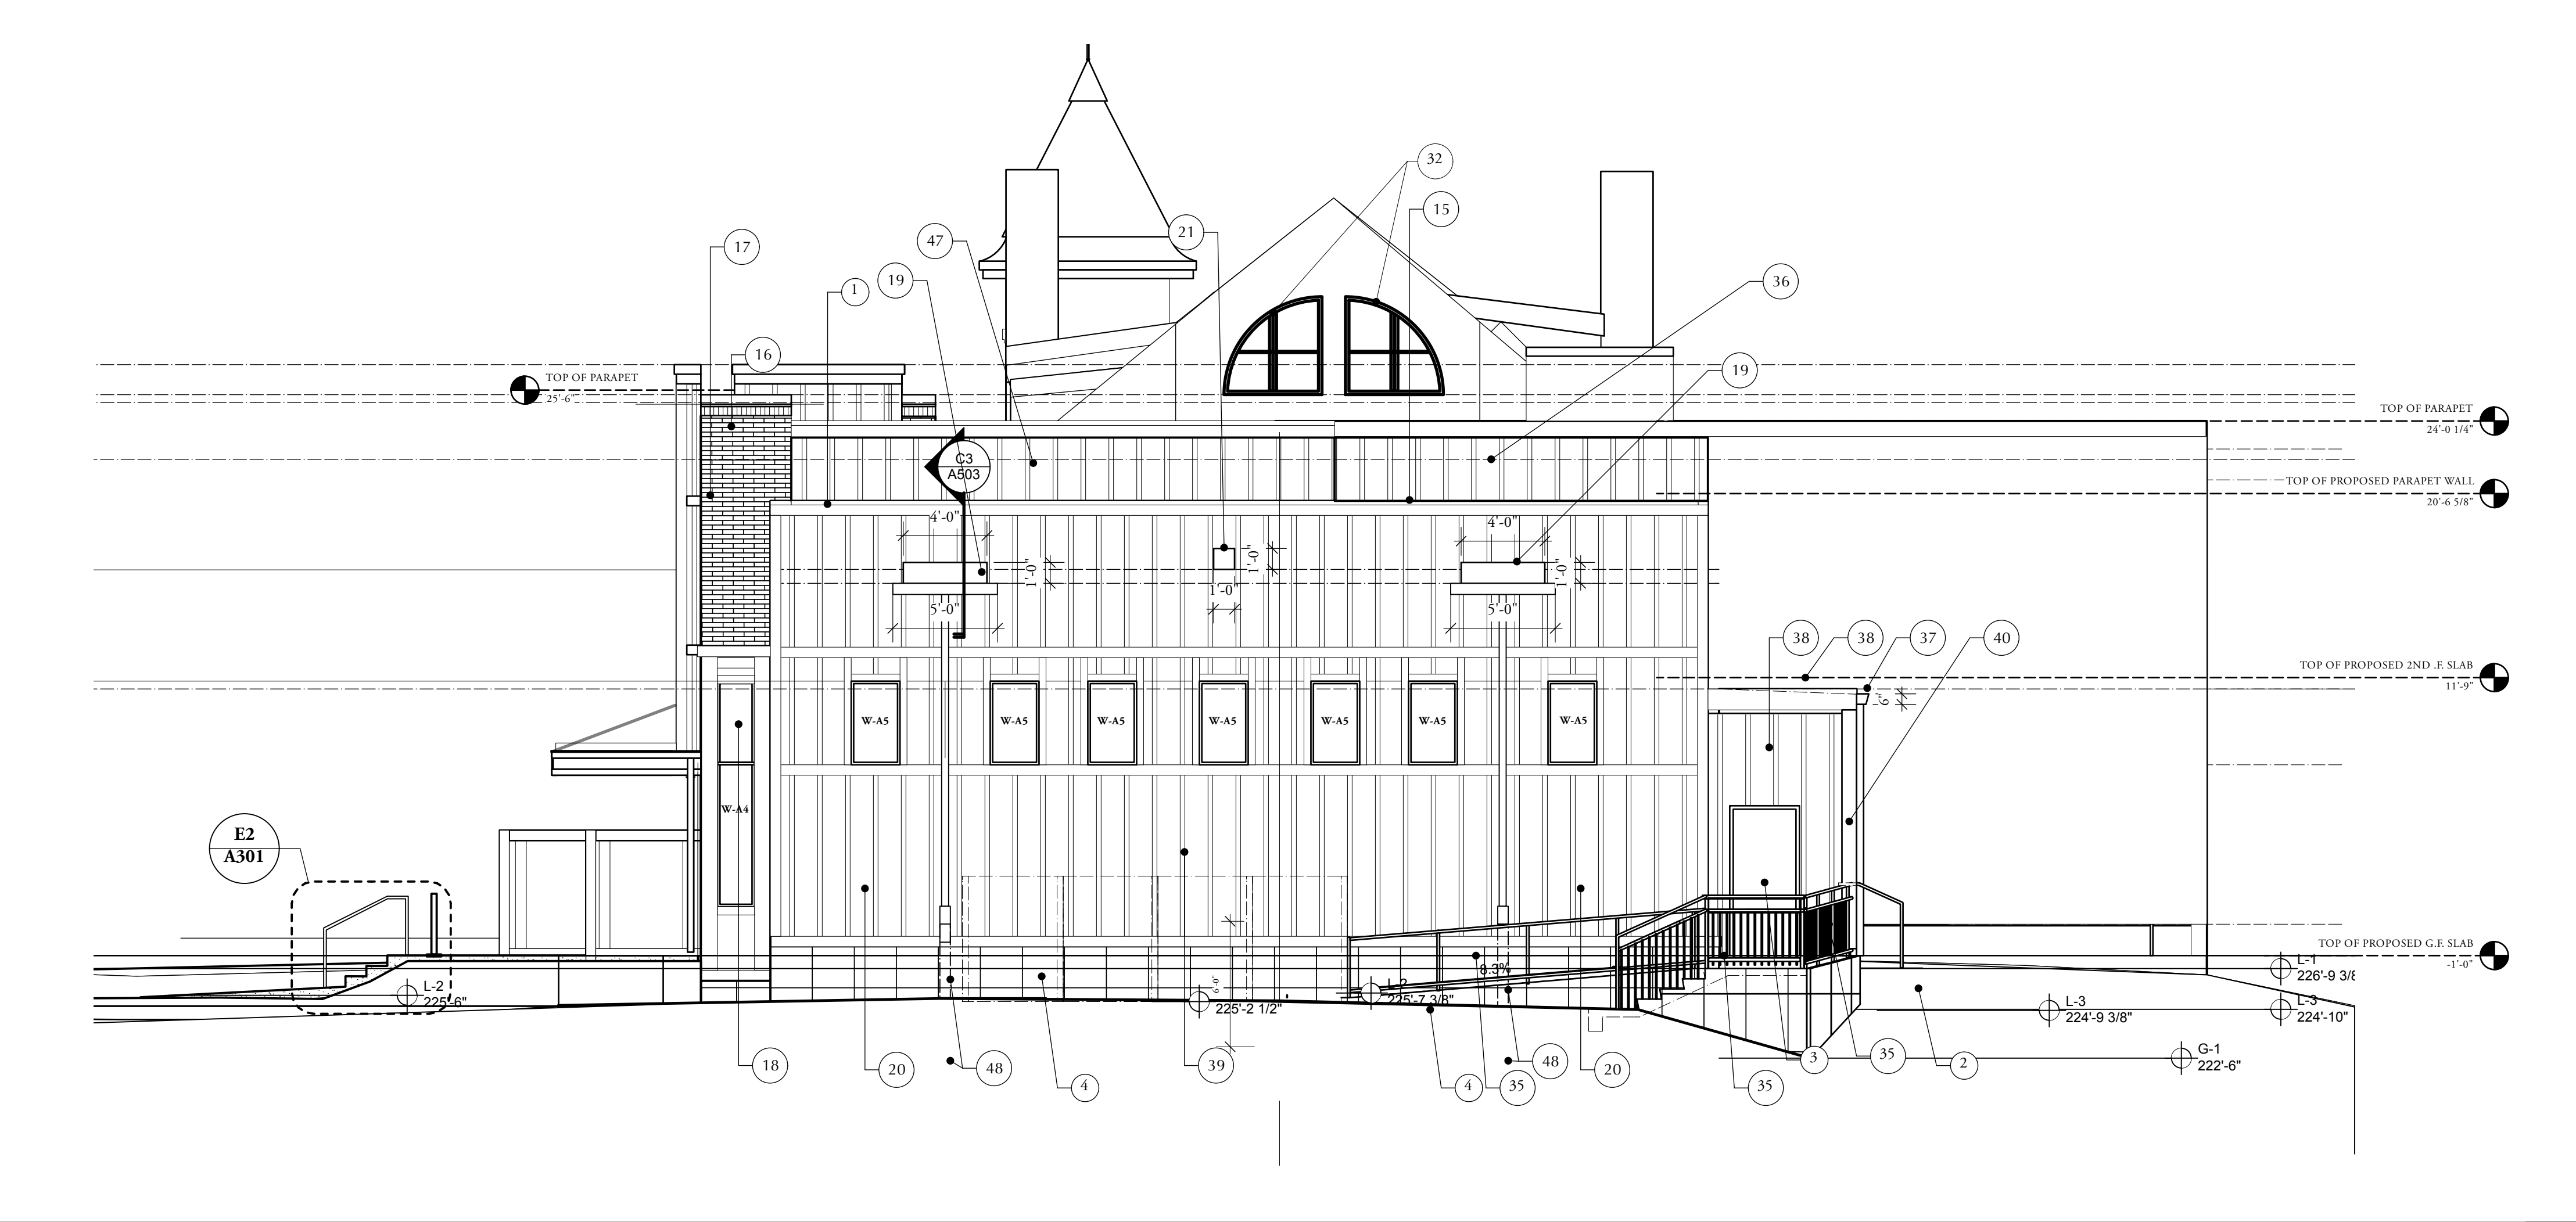 32
15
17
47
21
19
1
36
16
19
TOP OF PARAPET
25'-6"
TOP OF PARAPET
24'-0 1/4"
C3
A503
TOP OF PROPOSED PARAPET WALL
20'-6 5/8"
4'-0"
4'-0"
1'-0"
1'-0"
1'-0"
1'-0"
5'-0"
5'-0"
38
38
37
40
TOP OF PROPOSED 2ND .F. SLAB
11'-9"
6"
W-A5
W-A5
W-A5
W-A5
W-A5
W-A5
W-A5
W-A4
E2
A301
TOP OF PROPOSED G.F. SLAB
-1'-0"
L-1
226'-9 3/8
8.3%
6'-0"
L-2
225'-6"
L-2
225'-7 3/8"
225'-2 1/2"
L-3
224'-9 3/8"
L-3
224'-10"
G-1
222'-6"
18
20
48
4
39
4
35
48
20
35
3
35
2